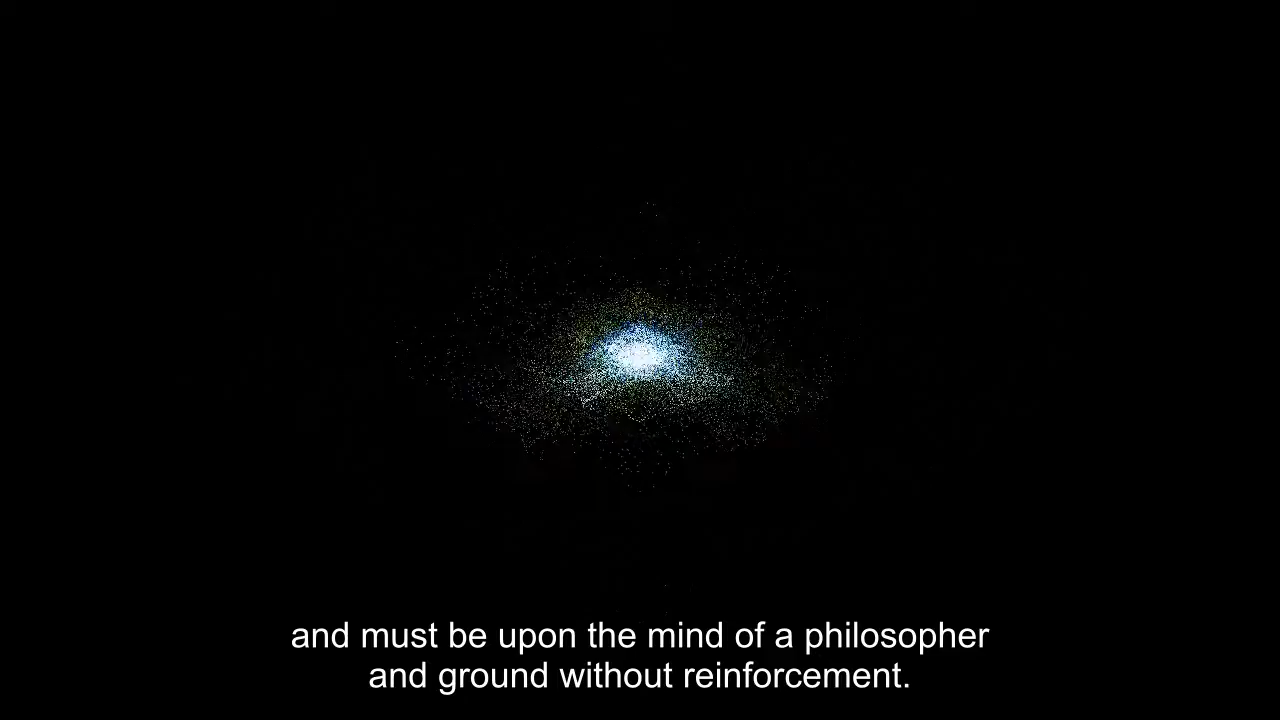 and must be upon the mind of a philosopher
and ground without reinforcement.